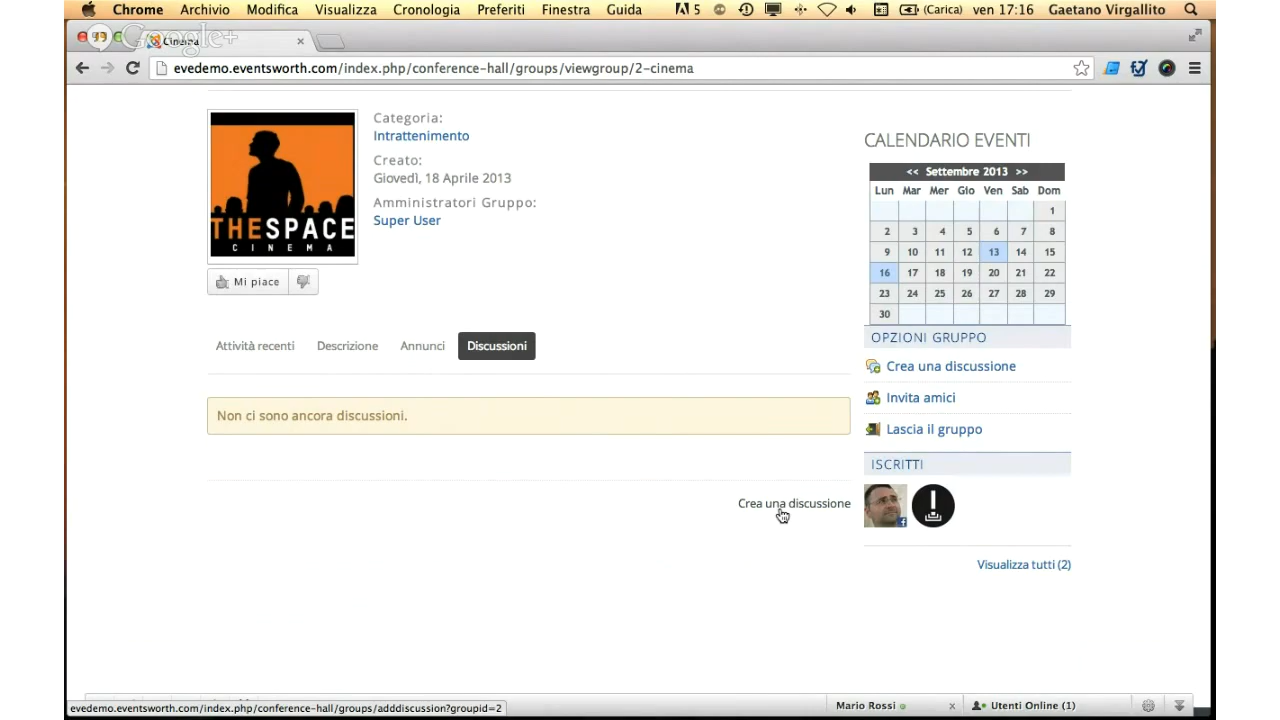 Chrome Archivio Modifica Visualizza Cronologia Preferiti Finestra Guida 5 (Carica) ven 17:16 Gaetano Virgallito
Google+
Cinema
evedemo.eventsworth.com/index.php/conference-hall/groups/viewgroup/2-cinema
THESPACE
CINEMA
Categoria:
Intrattenimento
Creato:
Giovedì, 18 Aprile 2013
Amministratori Gruppo:
Super User
Mi piace
Attività recenti Descrizione Annunci Discussioni
Non ci sono ancora discussioni.
Crea una discussione
CALENDARIO EVENTI
<< Settembre 2013 >>
Lun Mar Mer Gio Ven Sab Dom
1
2 3 4 5 6 7 8
9 10 11 12 13 14 15
16 17 18 19 20 21 22
23 24 25 26 27 28 29
30
OPZIONI GRUPPO
Crea una discussione
Invita amici
Lascia il gruppo
ISCRITTI
Visualizza tutti (2)
evedemo.eventsworth.com/index.php/conference-hall/groups/adddiscussion?groupid=2
Mario Rossi x Utenti Online (1)